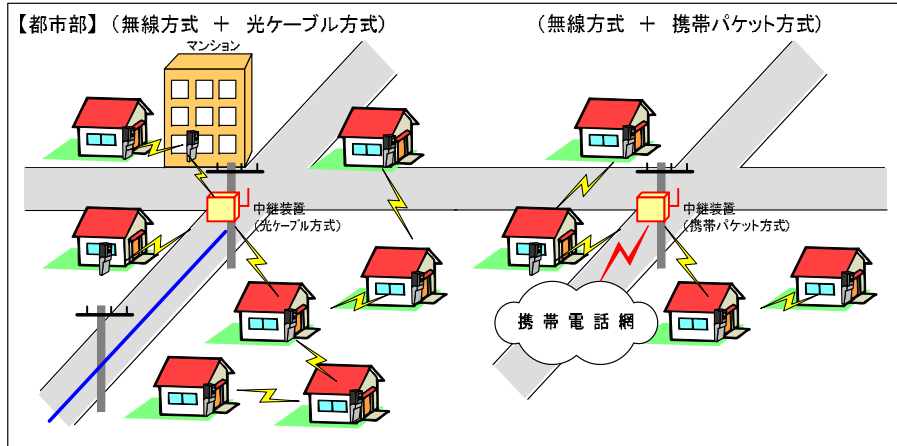 【都市部】(無線方式 + 光ケーブル方式)
(無線方式 + 携帯パケット方式)
マンション
中継装置
(光ケーブル方式)
中継装置
(携帯パケット方式)
携帯電話網